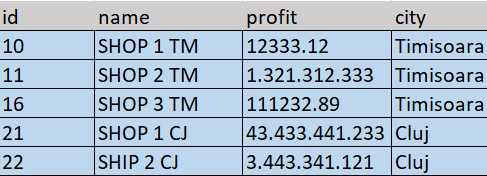 id name profit city
10 SHOP 1 TM 12333.12 Timisoara
11 SHOP 2 TM 1.321.312.333 Timisoara
16 SHOP 3 TM 111232.89 Timisoara
21 SHOP 1 CJ 43.433.441.233 Cluj
22 SHIP 2 CJ 3.443.341.121 Cluj